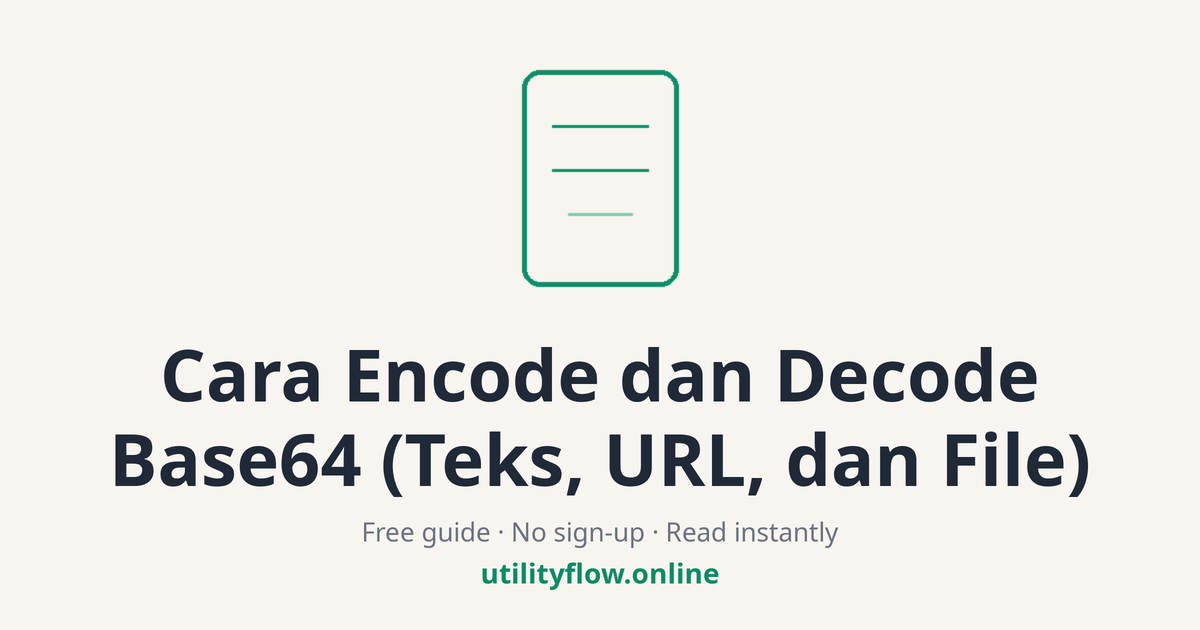 Cara Encode dan Decode
Base64 (Teks, URL, dan File)
Free guide · No sign-up · Read instantly
utilityflow.online